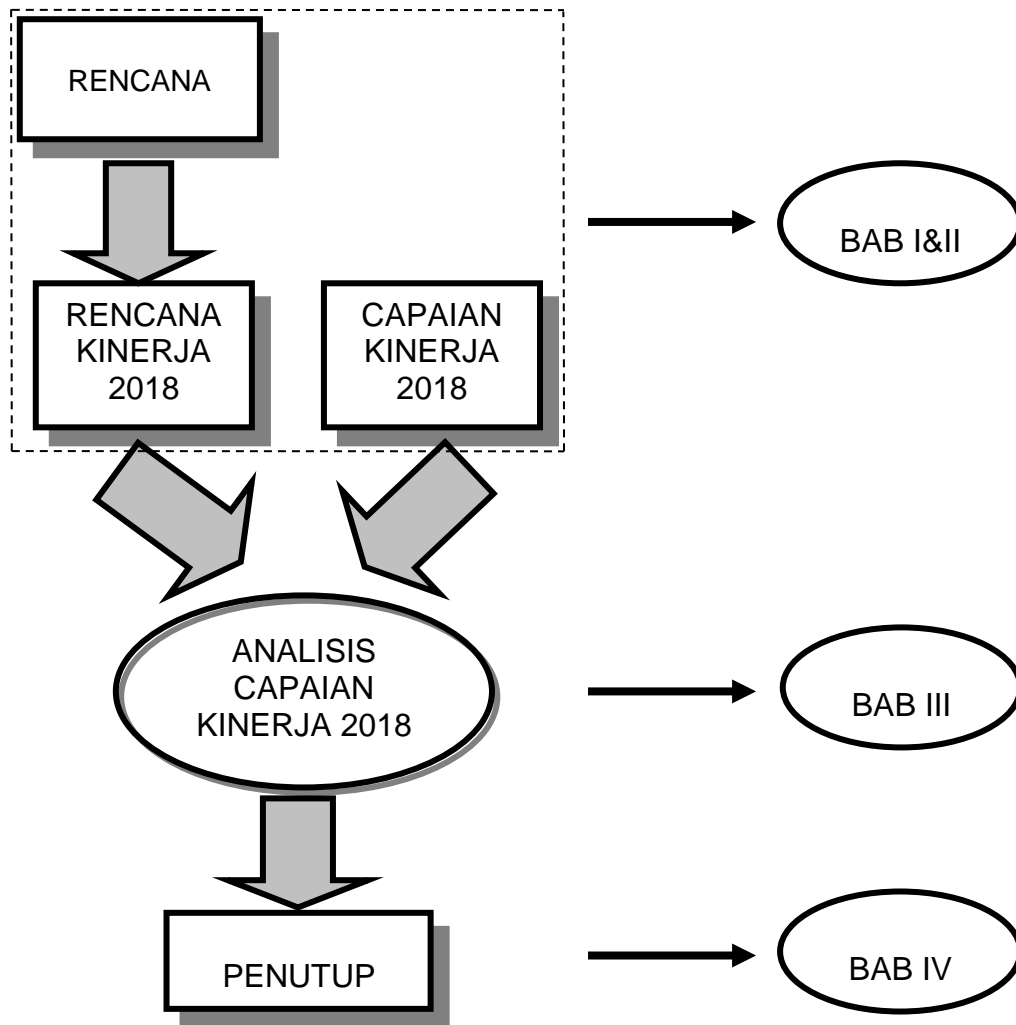 RENCANA
BAB I&II
RENCANA
KINERJA
2018
CAPAIAN
KINERJA
2018
ANALISIS
CAPAIAN
KINERJA 2018
BAB III
PENUTUP
BAB IV